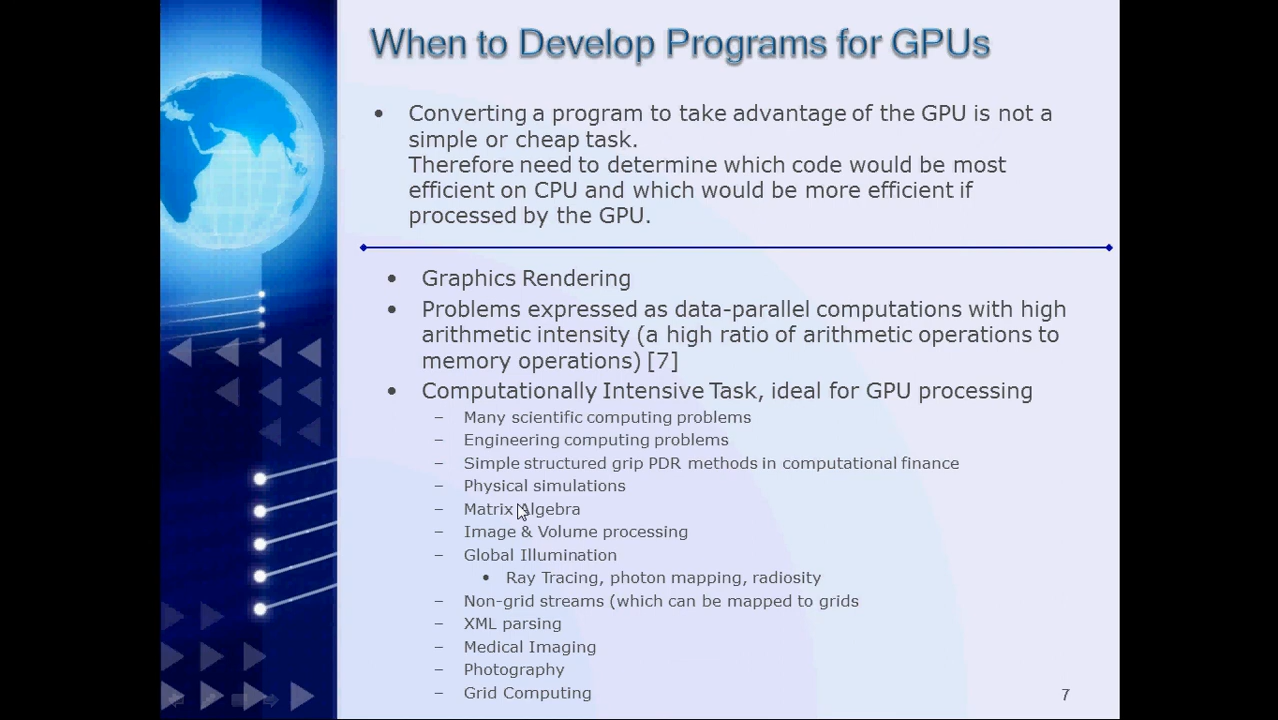 When to Develop Programs for GPUs
• Converting a program to take advantage of the GPU is not a
simple or cheap task.
Therefore need to determine which code would be most
efficient on CPU and which would be more efficient if
processed by the GPU.
• Graphics Rendering
• Problems expressed as data-parallel computations with high
arithmetic intensity (a high ratio of arithmetic operations to
memory operations) [7]
• Computationally Intensive Task, ideal for GPU processing
– Many scientific computing problems
– Engineering computing problems
– Simple structured grip PDR methods in computational finance
– Physical simulations
– Matrix Algebra
– Image & Volume processing
– Global Illumination
• Ray Tracing, photon mapping, radiosity
– Non-grid streams (which can be mapped to grids
– XML parsing
– Medical Imaging
– Photography
– Grid Computing
7